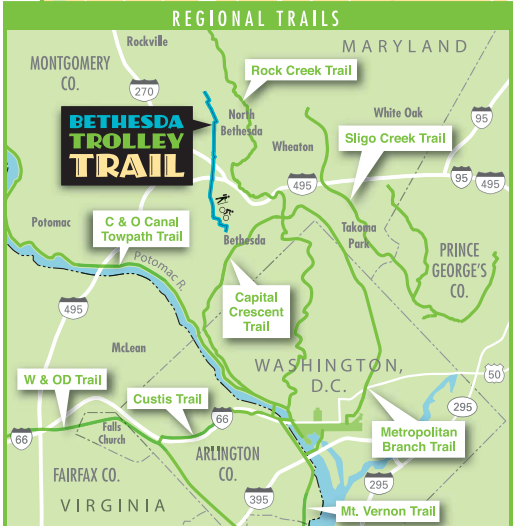 REGIONAL TRAILS
Rockville
MARYLAND
MONTGOMERY
CO.
Rock Creek Trail
270
BETHESDA
TROLLEY
TRAIL
North
Bethesda
White Oak
95
Wheaton
Sligo Creek Trail
495
95
495
Potomac
C & O Canal
Towpath Trail
Bethesda
Takoma
Park
PRINCE
GEORGE'S
CO.
Potomac R.
495
Capital
Crescent
Trail
McLean
WASHINGTON,
D.C.
W & OD Trail
50
Custis Trail
295
66
66
Falls
Church
Metropolitan
Branch Trail
ARLINGTON
CO.
FAIRFAX CO.
295
395
VIRGINIA
Mt. Vernon Trail